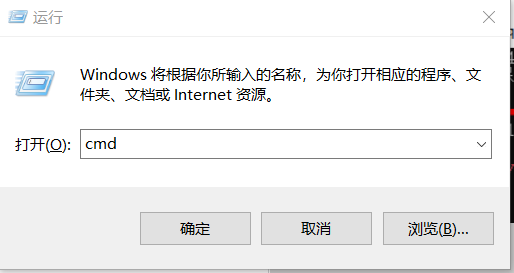 运行
Windows 将根据你所输入的名称，为你打开相应的程序、文
件夹、文档或 Internet 资源。
打开(O): cmd
确定 取消 浏览(B)...